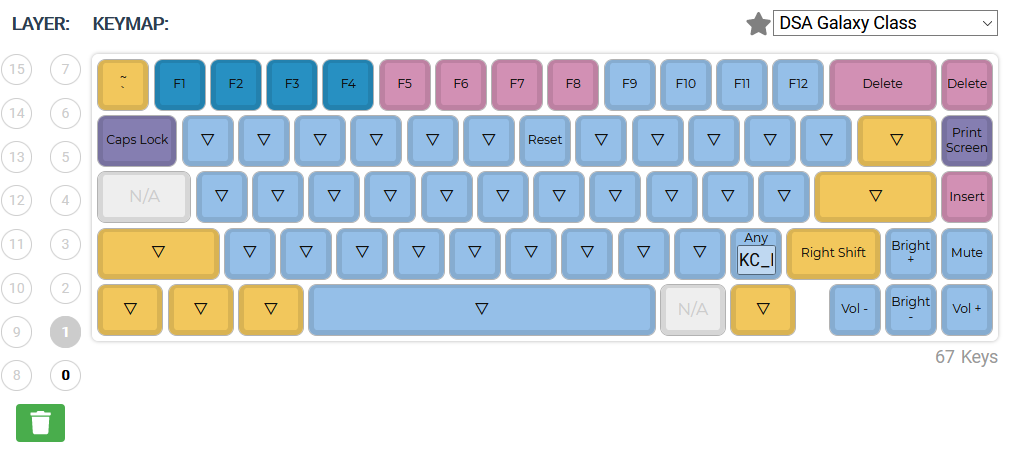 LAYER: KEYMAP: DSA Galaxy Class
15 7 ~ ` F1 F2 F3 F4 F5 F6 F7 F8 F9 F10 F11 F12 Delete Delete
14 6 Caps Lock ▽ ▽ ▽ ▽ ▽ ▽ Reset ▽ ▽ ▽ ▽ ▽ ▽ Print Screen
13 5
12 4 N/A ▽ ▽ ▽ ▽ ▽ ▽ ▽ ▽ ▽ ▽ ▽ ▽ Insert
11 3 ▽ ▽ ▽ ▽ ▽ ▽ ▽ ▽ ▽ ▽ Any KC_ Right Shift Bright + Mute
10 2 ▽ ▽ ▽ ▽ N/A ▽ Vol - Bright - Vol +
9 1
67 Keys
8 0